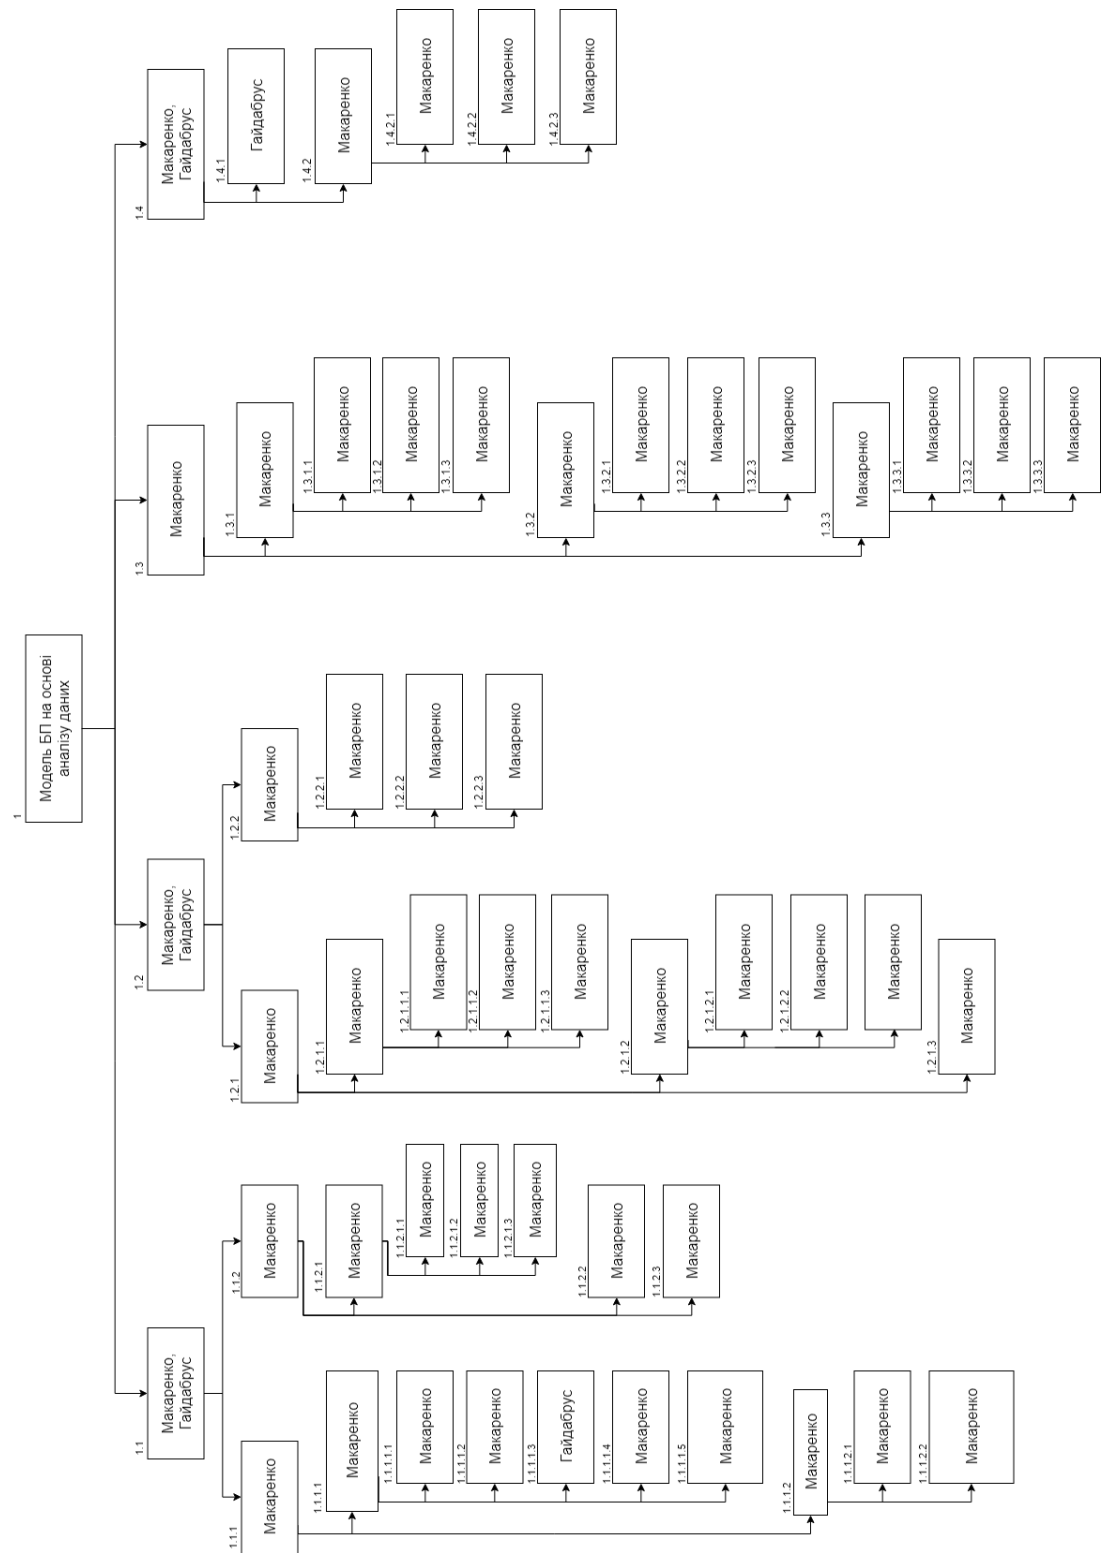 1
Модель БП на основі
аналізу даних
1.1
Макаренко,
Гайдабрус
1.1.1
Макаренко
1.1.1.1
Макаренко
1.1.1.1.1
Макаренко
1.1.1.1.2
Макаренко
1.1.1.1.3
Гайдабрус
1.1.1.1.4
Макаренко
1.1.1.1.5
Макаренко
1.1.1.2
Макаренко
1.1.1.2.1
Макаренко
1.1.1.2.2
Макаренко
1.1.2
Макаренко
1.1.2.1
Макаренко
1.1.2.1.1
Макаренко
1.1.2.1.2
Макаренко
1.1.2.1.3
Макаренко
1.1.2.2
Макаренко
1.1.2.3
Макаренко
1.2
Макаренко,
Гайдабрус
1.2.1
Макаренко
1.2.1.1
Макаренко
1.2.1.1.1
Макаренко
1.2.1.1.2
Макаренко
1.2.1.1.3
Макаренко
1.2.1.2
Макаренко
1.2.1.2.1
Макаренко
1.2.1.2.2
Макаренко
Макаренко
1.2.1.3
Макаренко
1.2.2
Макаренко
1.2.2.1
Макаренко
1.2.2.2
Макаренко
1.2.2.3
Макаренко
1.3
Макаренко
1.3.1
Макаренко
1.3.1.1
Макаренко
1.3.1.2
Макаренко
1.3.1.3
Макаренко
1.3.2
Макаренко
1.3.2.1
Макаренко
1.3.2.2
Макаренко
1.3.2.3
Макаренко
1.3.3
Макаренко
1.3.3.1
Макаренко
1.3.3.2
Макаренко
1.3.3.3
Макаренко
1.4
Макаренко,
Гайдабрус
1.4.1
Гайдабрус
1.4.2
Макаренко
1.4.2.1
Макаренко
1.4.2.2
Макаренко
1.4.2.3
Макаренко